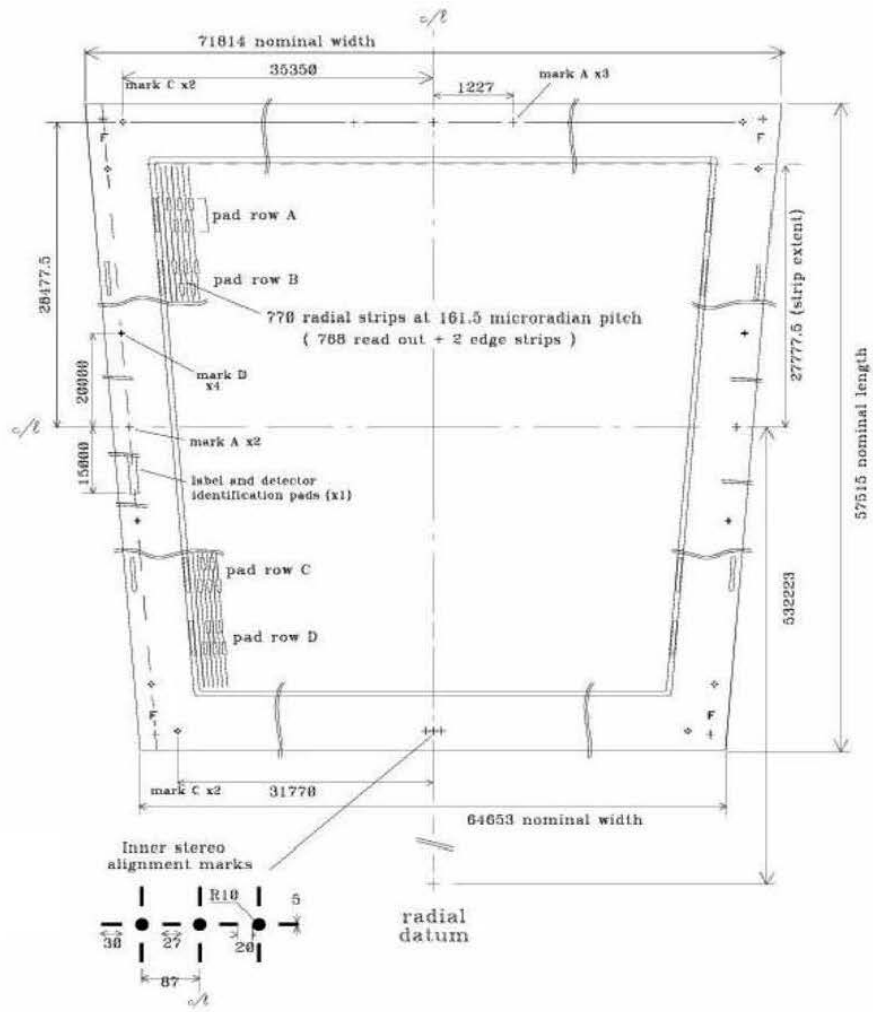 c/ℓ
71814 nominal width
35350
mark C x2
mark A x3
1227
F
F
pad row A
pad row B
770 radial strips at 161.5 microradian pitch
( 768 read out + 2 edge strips )
28477.5
27777.5 (strip extent)
57515 nominal length
mark D
x4
20000
c/ℓ
mark A x2
15000
label and detector
identification pads (x1)
532223
pad row C
pad row D
F
F
mark C x2
31770
64653 nominal width
Inner stereo
alignment marks
R10
5
30
27
20
87
c/ℓ
radial
datum